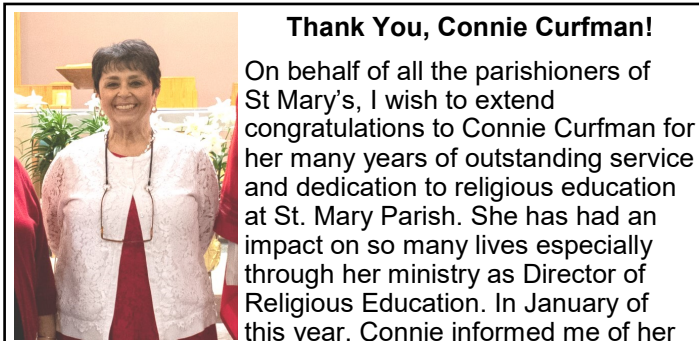 Thank You, Connie Curfman!
On behalf of all the parishioners of
St Mary’s, I wish to extend
congratulations to Connie Curfman for
her many years of outstanding service
and dedication to religious education
at St. Mary Parish. She has had an
impact on so many lives especially
through her ministry as Director of
Religious Education. In January of
this year, Connie informed me of her